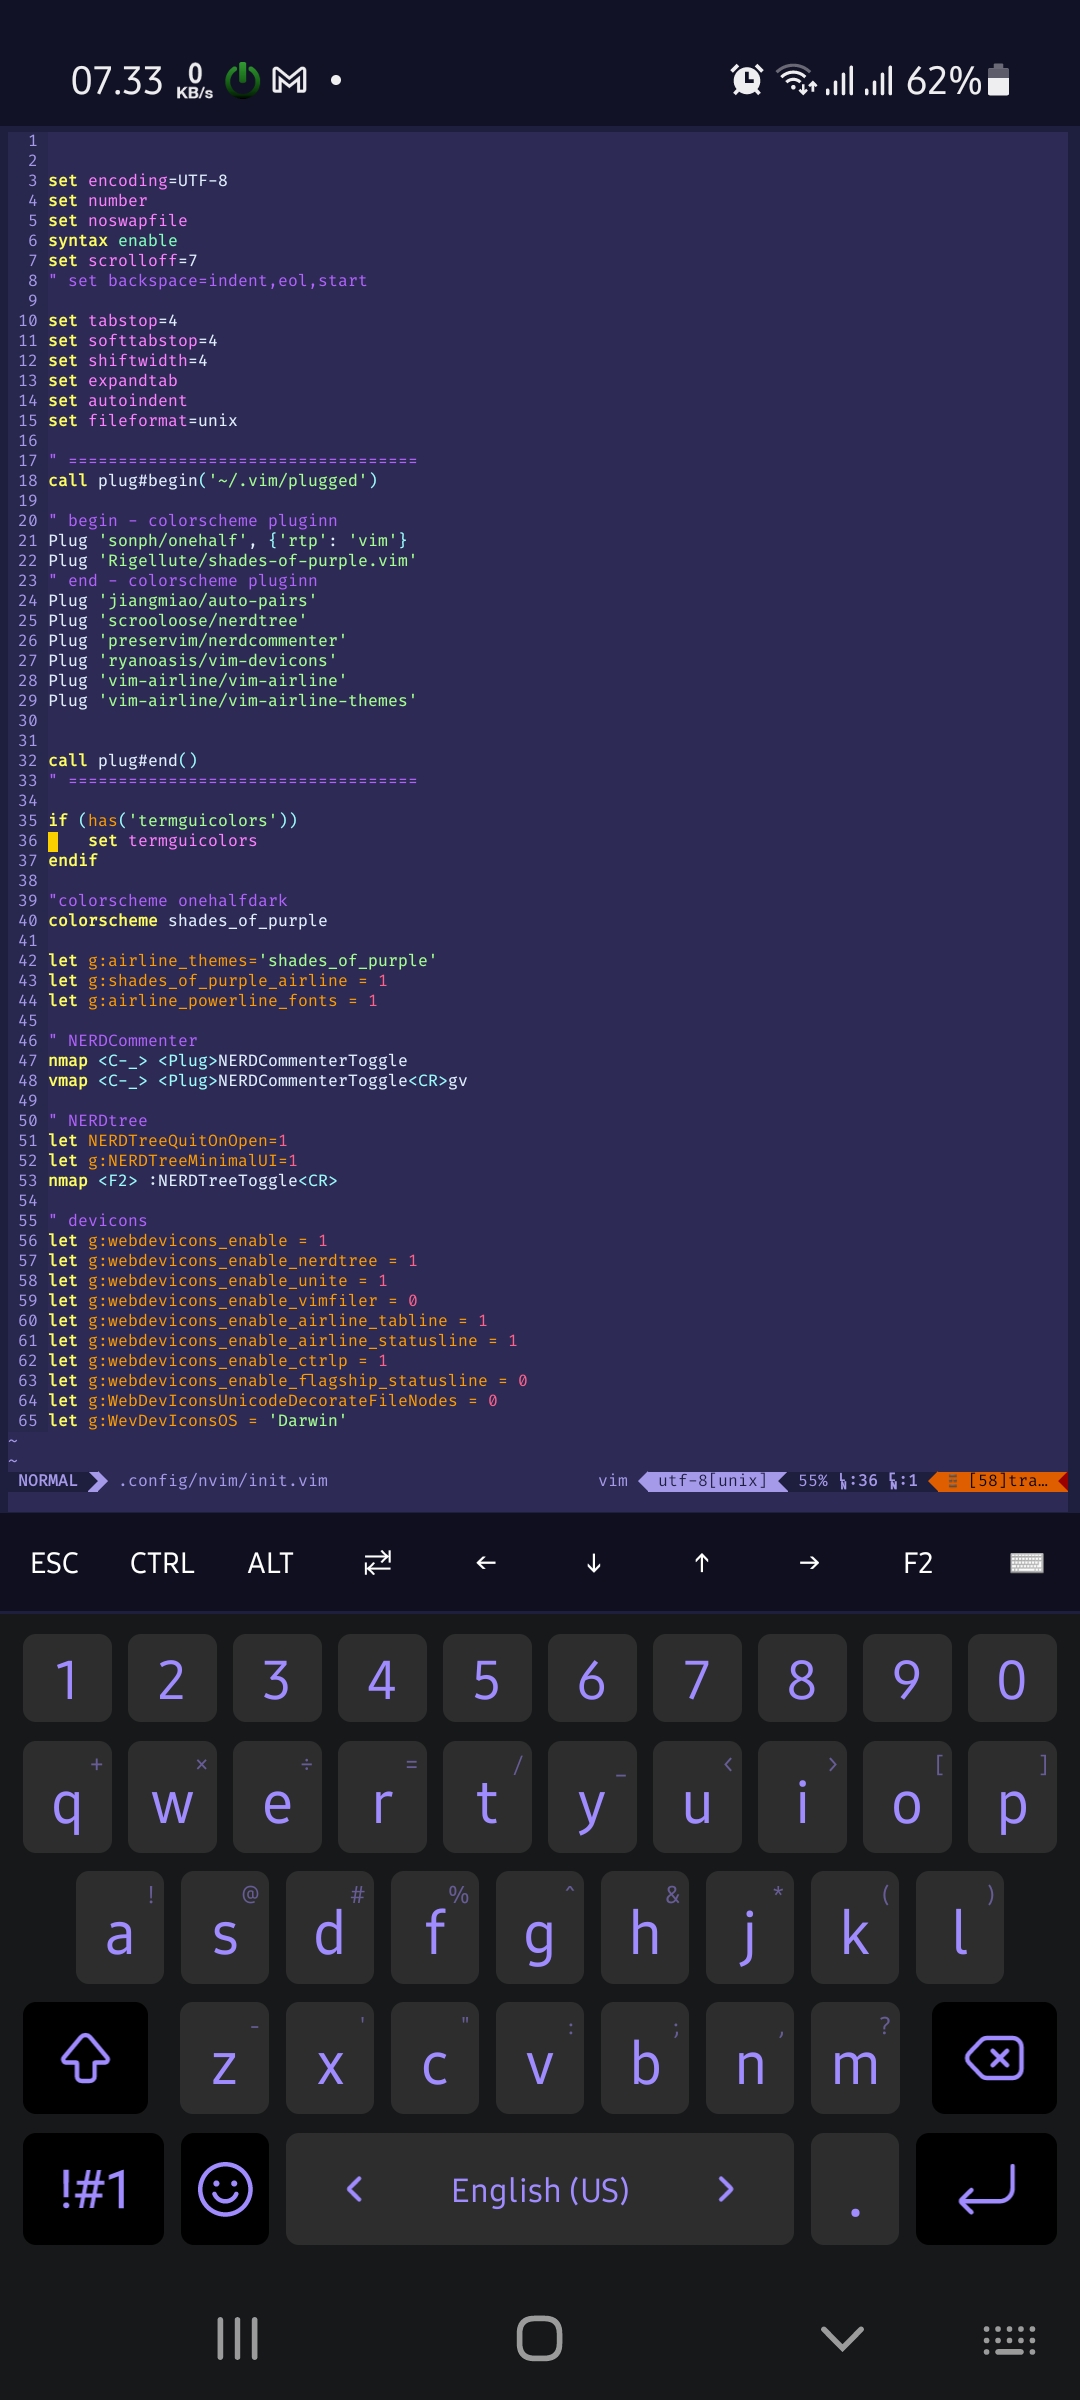 07.33 0 KB/s 62%
1
2
3 set encoding=UTF-8
4 set number
5 set noswapfile
6 syntax enable
7 set scrolloff=7
8 " set backspace=indent,eol,start
9
10 set tabstop=4
11 set softtabstop=4
12 set shiftwidth=4
13 set expandtab
14 set autoindent
15 set fileformat=unix
16
17 " ===================================
18 call plug#begin('~/.vim/plugged')
19
20 " begin - colorscheme pluginn
21 Plug 'sonph/onehalf', {'rtp': 'vim'}
22 Plug 'Rigellute/shades-of-purple.vim'
23 " end - colorscheme pluginn
24 Plug 'jiangmiao/auto-pairs'
25 Plug 'scrooloose/nerdtree'
26 Plug 'preservim/nerdcommenter'
27 Plug 'ryanoasis/vim-devicons'
28 Plug 'vim-airline/vim-airline'
29 Plug 'vim-airline/vim-airline-themes'
30
31
32 call plug#end()
33 " ===================================
34
35 if (has('termguicolors'))
36     set termguicolors
37 endif
38
39 "colorscheme onehalfdark
40 colorscheme shades_of_purple
41
42 let g:airline_themes='shades_of_purple'
43 let g:shades_of_purple_airline = 1
44 let g:airline_powerline_fonts = 1
45
46 " NERDCommenter
47 nmap <C-_> <Plug>NERDCommenterToggle
48 vmap <C-_> <Plug>NERDCommenterToggle<CR>gv
49
50 " NERDtree
51 let NERDTreeQuitOnOpen=1
52 let g:NERDTreeMinimalUI=1
53 nmap <F2> :NERDTreeToggle<CR>
54
55 " devicons
56 let g:webdevicons_enable = 1
57 let g:webdevicons_enable_nerdtree = 1
58 let g:webdevicons_enable_unite = 1
59 let g:webdevicons_enable_vimfiler = 0
60 let g:webdevicons_enable_airline_tabline = 1
61 let g:webdevicons_enable_airline_statusline = 1
62 let g:webdevicons_enable_ctrlp = 1
63 let g:webdevicons_enable_flagship_statusline = 0
64 let g:WebDevIconsUnicodeDecorateFileNodes = 0
65 let g:WevDevIconsOS = 'Darwin'
~
~
NORMAL .config/nvim/init.vim vim utf-8[unix] 55% :36 :1 [58]tra…
ESC CTRL ALT ⇄ ← ↓ ↑ → F2
1 2 3 4 5 6 7 8 9 0
+ × ÷ = / _ < > [ ]
q w e r t y u i o p
! @ # % ^ & * ( )
a s d f g h j k l
- ' " : ; , ?
z x c v b n m
!#1 < English (US) > .